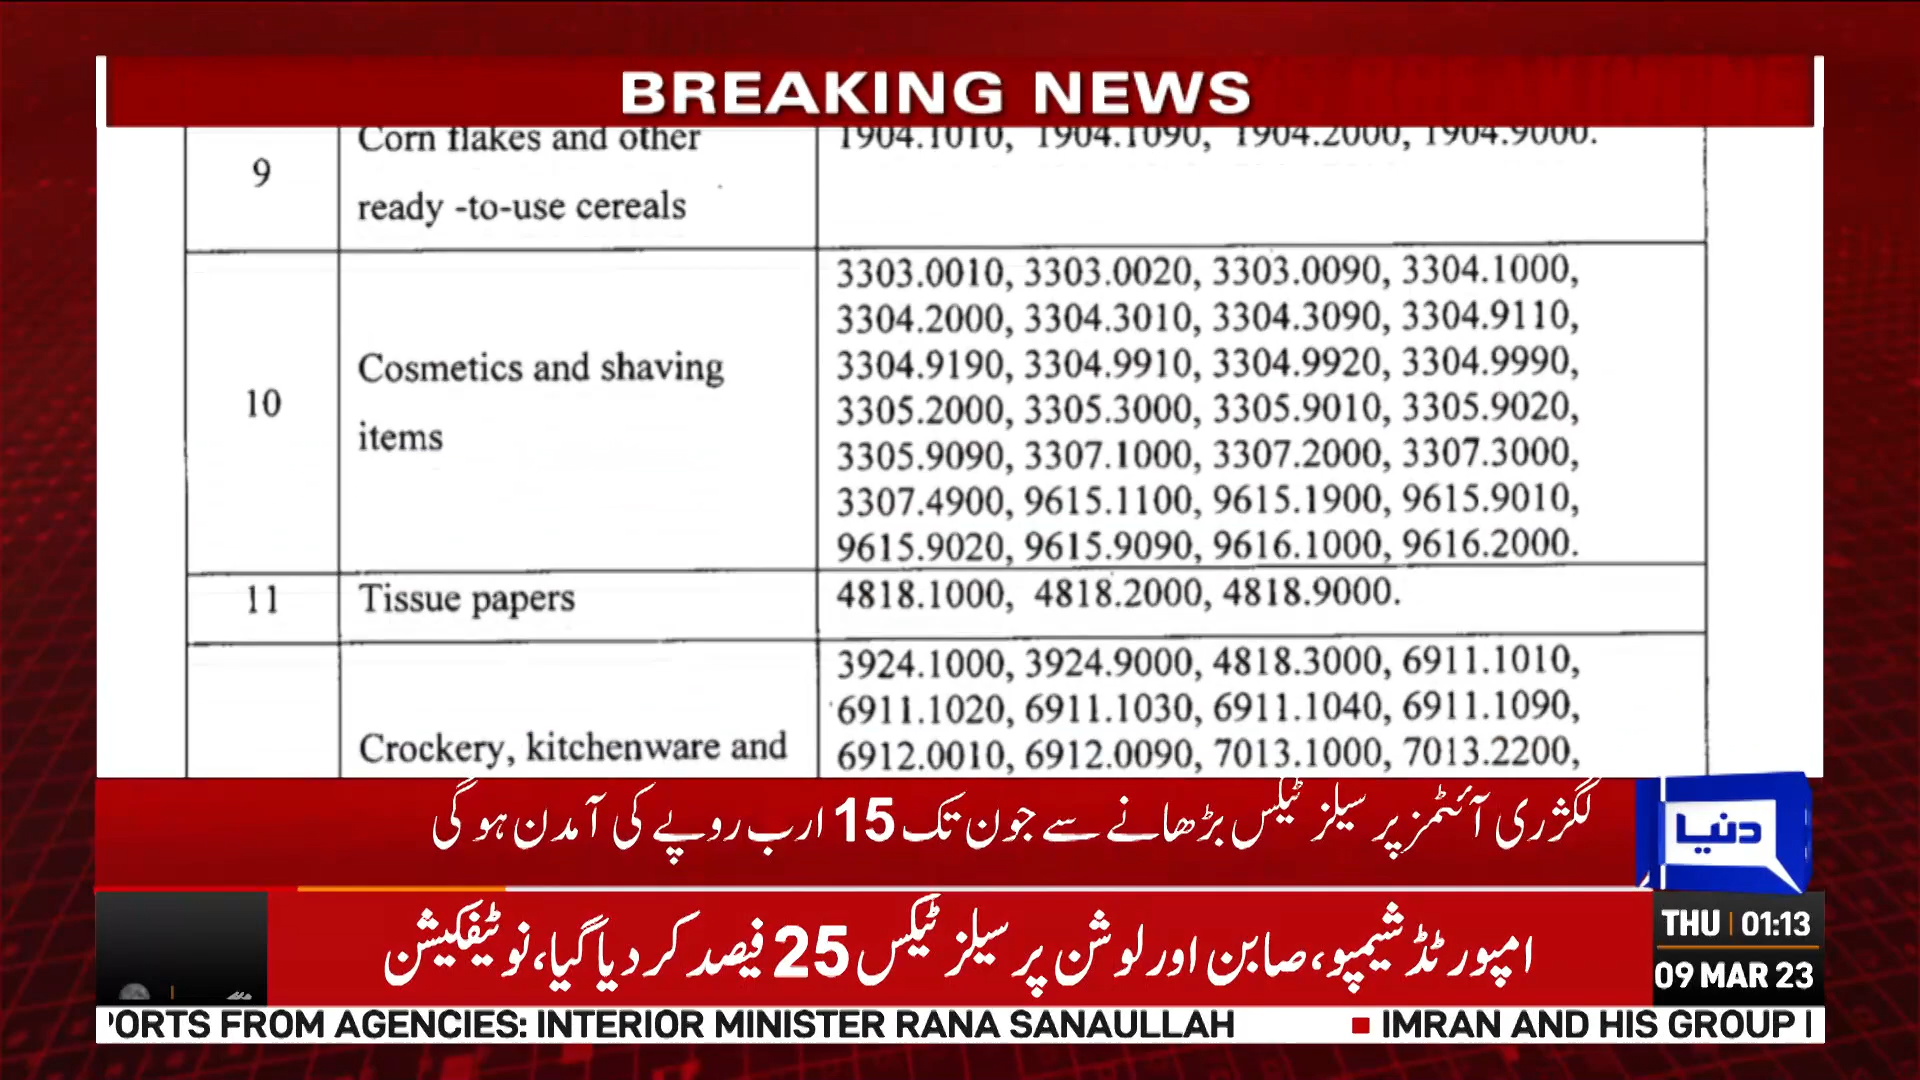 BREAKING NEWS
9
Corn flakes and other
ready -to-use cereals
1904.1010, 1904.1090, 1904.2000, 1904.9000.
10
Cosmetics and shaving
items
3303.0010, 3303.0020, 3303.0090, 3304.1000,
3304.2000, 3304.3010, 3304.3090, 3304.9110,
3304.9190, 3304.9910, 3304.9920, 3304.9990,
3305.2000, 3305.3000, 3305.9010, 3305.9020,
3305.9090, 3307.1000, 3307.2000, 3307.3000,
3307.4900, 9615.1100, 9615.1900, 9615.9010,
9615.9020, 9615.9090, 9616.1000, 9616.2000.
11
Tissue papers
4818.1000, 4818.2000, 4818.9000.
Crockery, kitchenware and
3924.1000, 3924.9000, 4818.3000, 6911.1010,
6911.1020, 6911.1030, 6911.1040, 6911.1090,
6912.0010, 6912.0090, 7013.1000, 7013.2200,
لگژری آئٹمز پر سیلز ٹیکس بڑھانے سے جون تک 15 ارب روپے کی آمدن ہو گی
دنیا
امپورٹڈ شیمپو، صابن اور لوشن پر سیلز ٹیکس 25 فیصد کر دیا گیا، نوٹیفکیشن
THU 01:13
09 MAR 23
PORTS FROM AGENCIES: INTERIOR MINISTER RANA SANAULLAH
IMRAN AND HIS GROUP